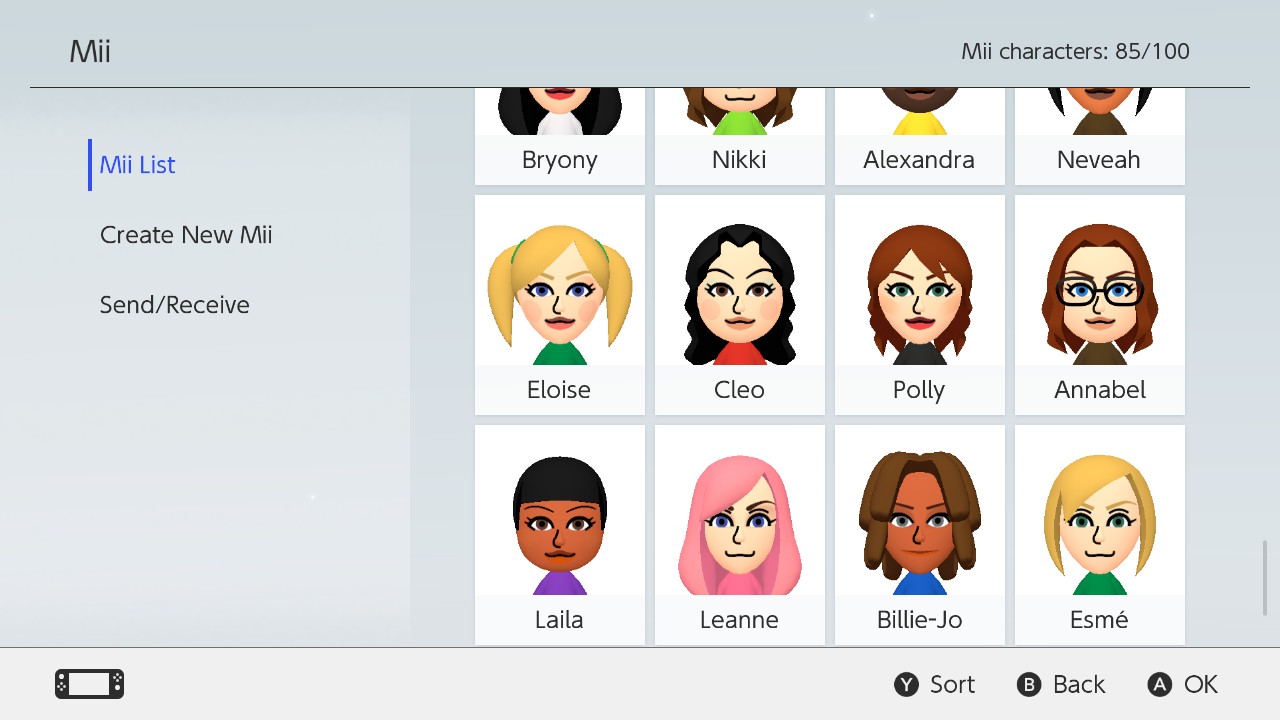 Mii
Mii characters: 85/100
Mii List
Create New Mii
Send/Receive
Bryony
Nikki
Alexandra
Neveah
Eloise
Cleo
Polly
Annabel
Laila
Leanne
Billie-Jo
Esmé
Y Sort
B Back
A OK